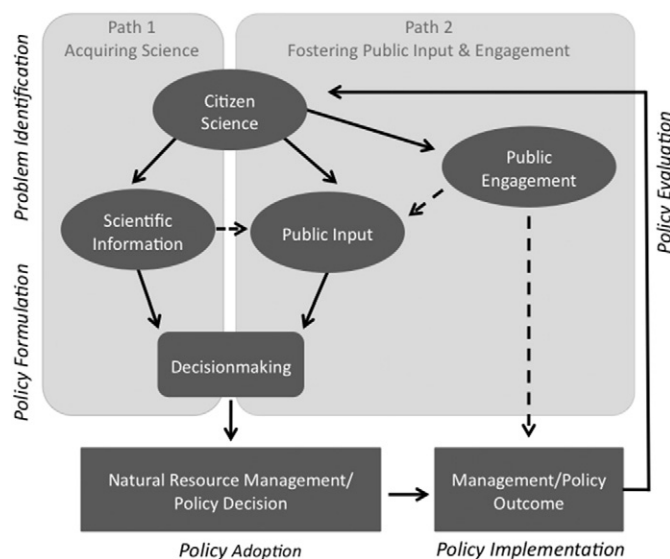 Path 1
Acquiring Science
Path 2
Fostering Public Input & Engagement
Problem Identification
Citizen
Science
Public
Engagement
Policy Evaluation
Scientific
Information
Public Input
Policy Formulation
Decisionmaking
Natural Resource Management/
Policy Decision
Management/Policy
Outcome
Policy Adoption
Policy Implementation